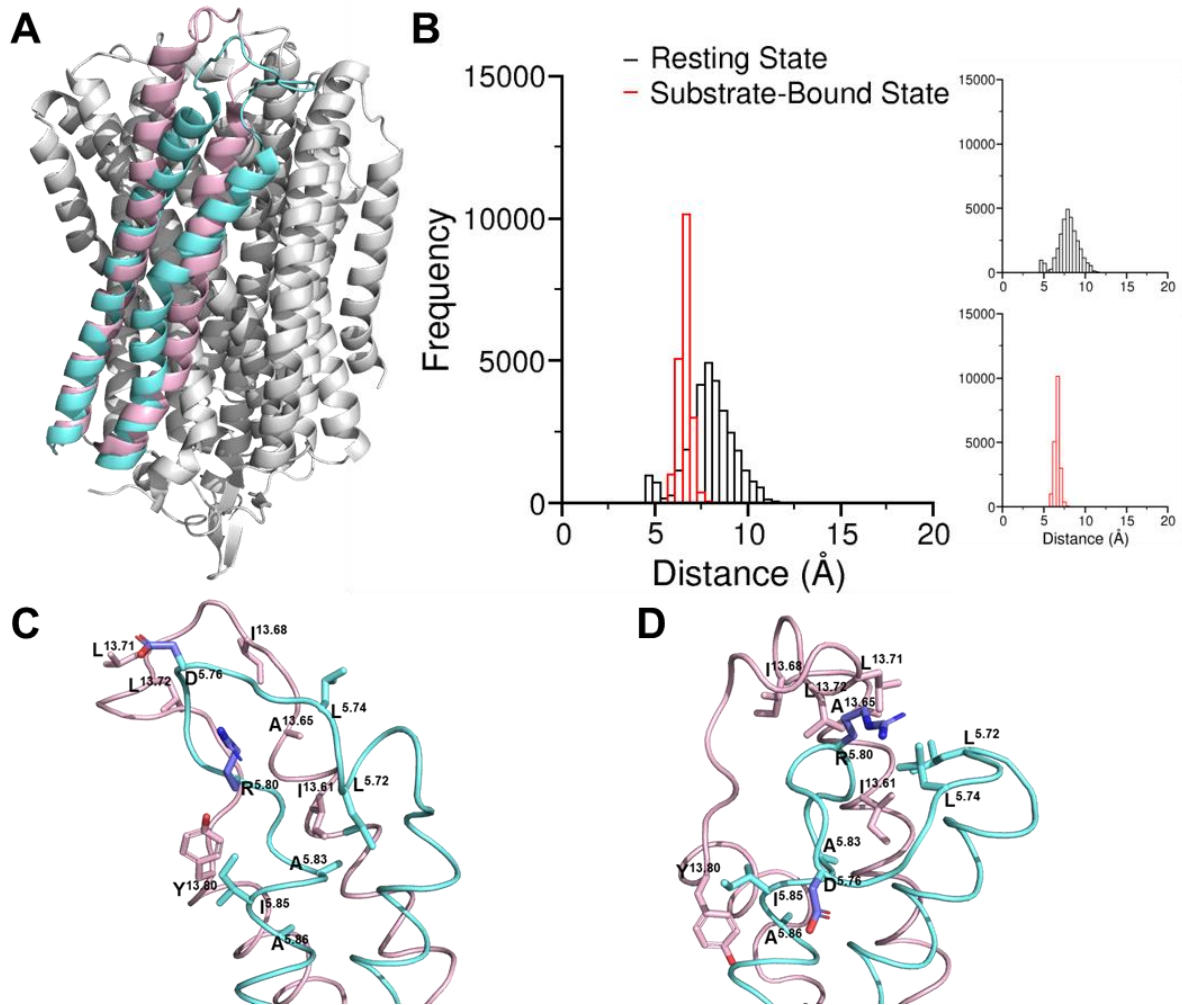 A
B
Resting State
Substrate-Bound State
15000
10000
5000
0
Frequency
0 5 10 15 20
Distance (Å)
15000
10000
5000
0
0 5 10 15 20
15000
10000
5000
0
0 5 10 15 20
Distance (Å)
C
I13.68
L13.71
D5.76
L13.72
L5.74
A13.65
R5.80
I13.61
L5.72
A5.83
Y13.80
I5.85
A5.86
D
I13.68
L13.71
L13.72
A13.65
L5.72
R5.80
I13.61
L5.74
A5.83
Y13.80
D5.76
I5.85
A5.86